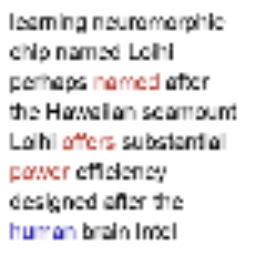 learning neuromorphic
chip named Loihi
perhaps named after
the Hawaiian seamount
Loihi offers substantial
power efficiency
designed after the
human brain Intel